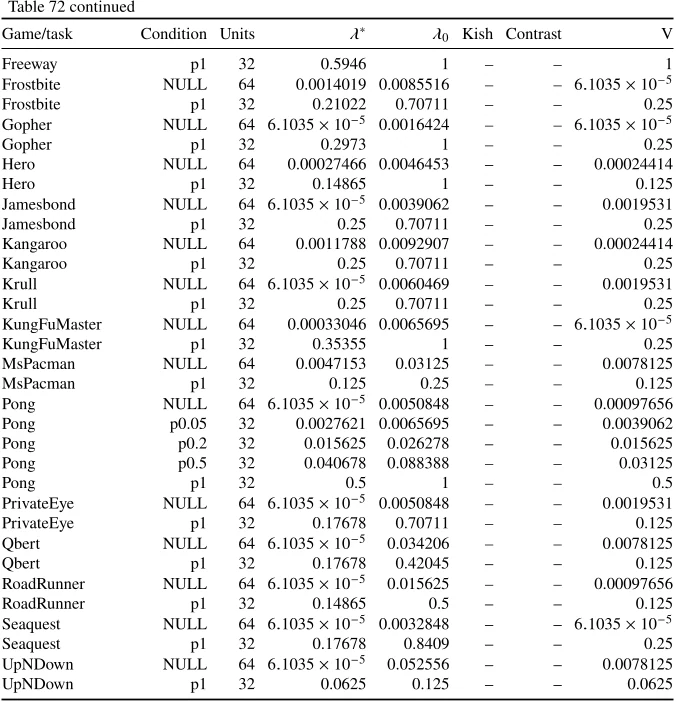 Table 72 continued
Game/task Condition Units λ* λ₀ Kish Contrast V
Freeway p1 32 0.5946 1 – – 1
Frostbite NULL 64 0.0014019 0.0085516 – – 6.1035 × 10⁻⁵
Frostbite p1 32 0.21022 0.70711 – – 0.25
Gopher NULL 64 6.1035 × 10⁻⁵ 0.0016424 – – 6.1035 × 10⁻⁵
Gopher p1 32 0.2973 1 – – 0.25
Hero NULL 64 0.00027466 0.0046453 – – 0.00024414
Hero p1 32 0.14865 1 – – 0.125
Jamesbond NULL 64 6.1035 × 10⁻⁵ 0.0039062 – – 0.0019531
Jamesbond p1 32 0.25 0.70711 – – 0.25
Kangaroo NULL 64 0.0011788 0.0092907 – – 0.00024414
Kangaroo p1 32 0.25 0.70711 – – 0.25
Krull NULL 64 6.1035 × 10⁻⁵ 0.0060469 – – 0.0019531
Krull p1 32 0.25 0.70711 – – 0.25
KungFuMaster NULL 64 0.00033046 0.0065695 – – 6.1035 × 10⁻⁵
KungFuMaster p1 32 0.35355 1 – – 0.25
MsPacman NULL 64 0.0047153 0.03125 – – 0.0078125
MsPacman p1 32 0.125 0.25 – – 0.125
Pong NULL 64 6.1035 × 10⁻⁵ 0.0050848 – – 0.00097656
Pong p0.05 32 0.0027621 0.0065695 – – 0.0039062
Pong p0.2 32 0.015625 0.026278 – – 0.015625
Pong p0.5 32 0.040678 0.088388 – – 0.03125
Pong p1 32 0.5 1 – – 0.5
PrivateEye NULL 64 6.1035 × 10⁻⁵ 0.0050848 – – 0.0019531
PrivateEye p1 32 0.17678 0.70711 – – 0.125
Qbert NULL 64 6.1035 × 10⁻⁵ 0.034206 – – 0.0078125
Qbert p1 32 0.17678 0.42045 – – 0.125
RoadRunner NULL 64 6.1035 × 10⁻⁵ 0.015625 – – 0.00097656
RoadRunner p1 32 0.14865 0.5 – – 0.125
Seaquest NULL 64 6.1035 × 10⁻⁵ 0.0032848 – – 6.1035 × 10⁻⁵
Seaquest p1 32 0.17678 0.8409 – – 0.25
UpNDown NULL 64 6.1035 × 10⁻⁵ 0.052556 – – 0.0078125
UpNDown p1 32 0.0625 0.125 – – 0.0625